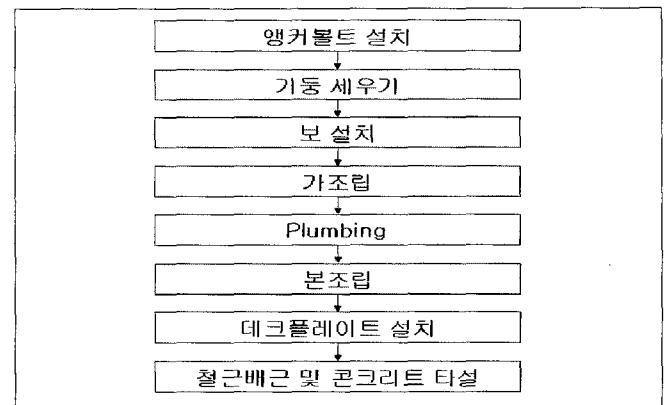 앵커볼트 설치
기둥 세우기
보 설치
가조립
Plumbing
본조립
데크플레이트 설치
철근배근 및 콘크리트 타설